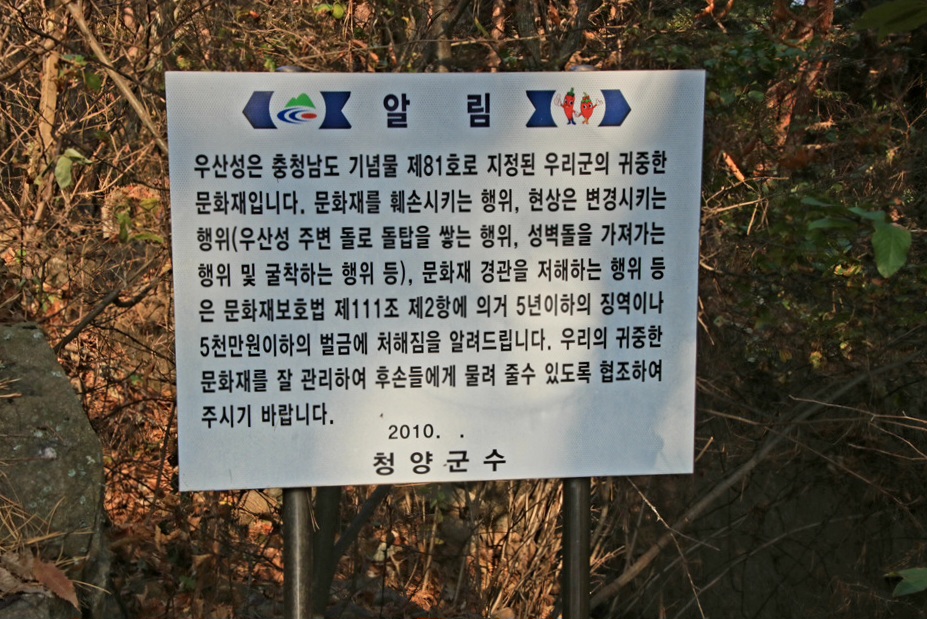 알 림
우산성은 충청남도 기념물 제81호로 지정된 우리군의 귀중한
문화재입니다. 문화재를 훼손시키는 행위, 현상은 변경시키는
행위(우산성 주변 돌로 돌탑을 쌓는 행위, 성벽돌을 가져가는
행위 및 굴착하는 행위 등), 문화재 경관을 저해하는 행위 등
은 문화재보호법 제111조 제2항에 의거 5년이하의 징역이나
5천만원이하의 벌금에 처해짐을 알려드립니다. 우리의 귀중한
문화재를 잘 관리하여 후손들에게 물려 줄수 있도록 협조하여
주시기 바랍니다.
2010. .
청양군수